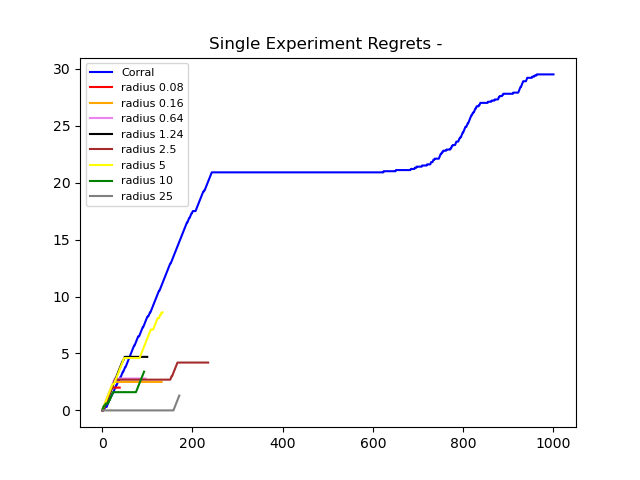 Single Experiment Regrets -
30
25
20
15
10
5
0
Corral
radius 0.08
radius 0.16
radius 0.64
radius 1.24
radius 2.5
radius 5
radius 10
radius 25
0 200 400 600 800 1000